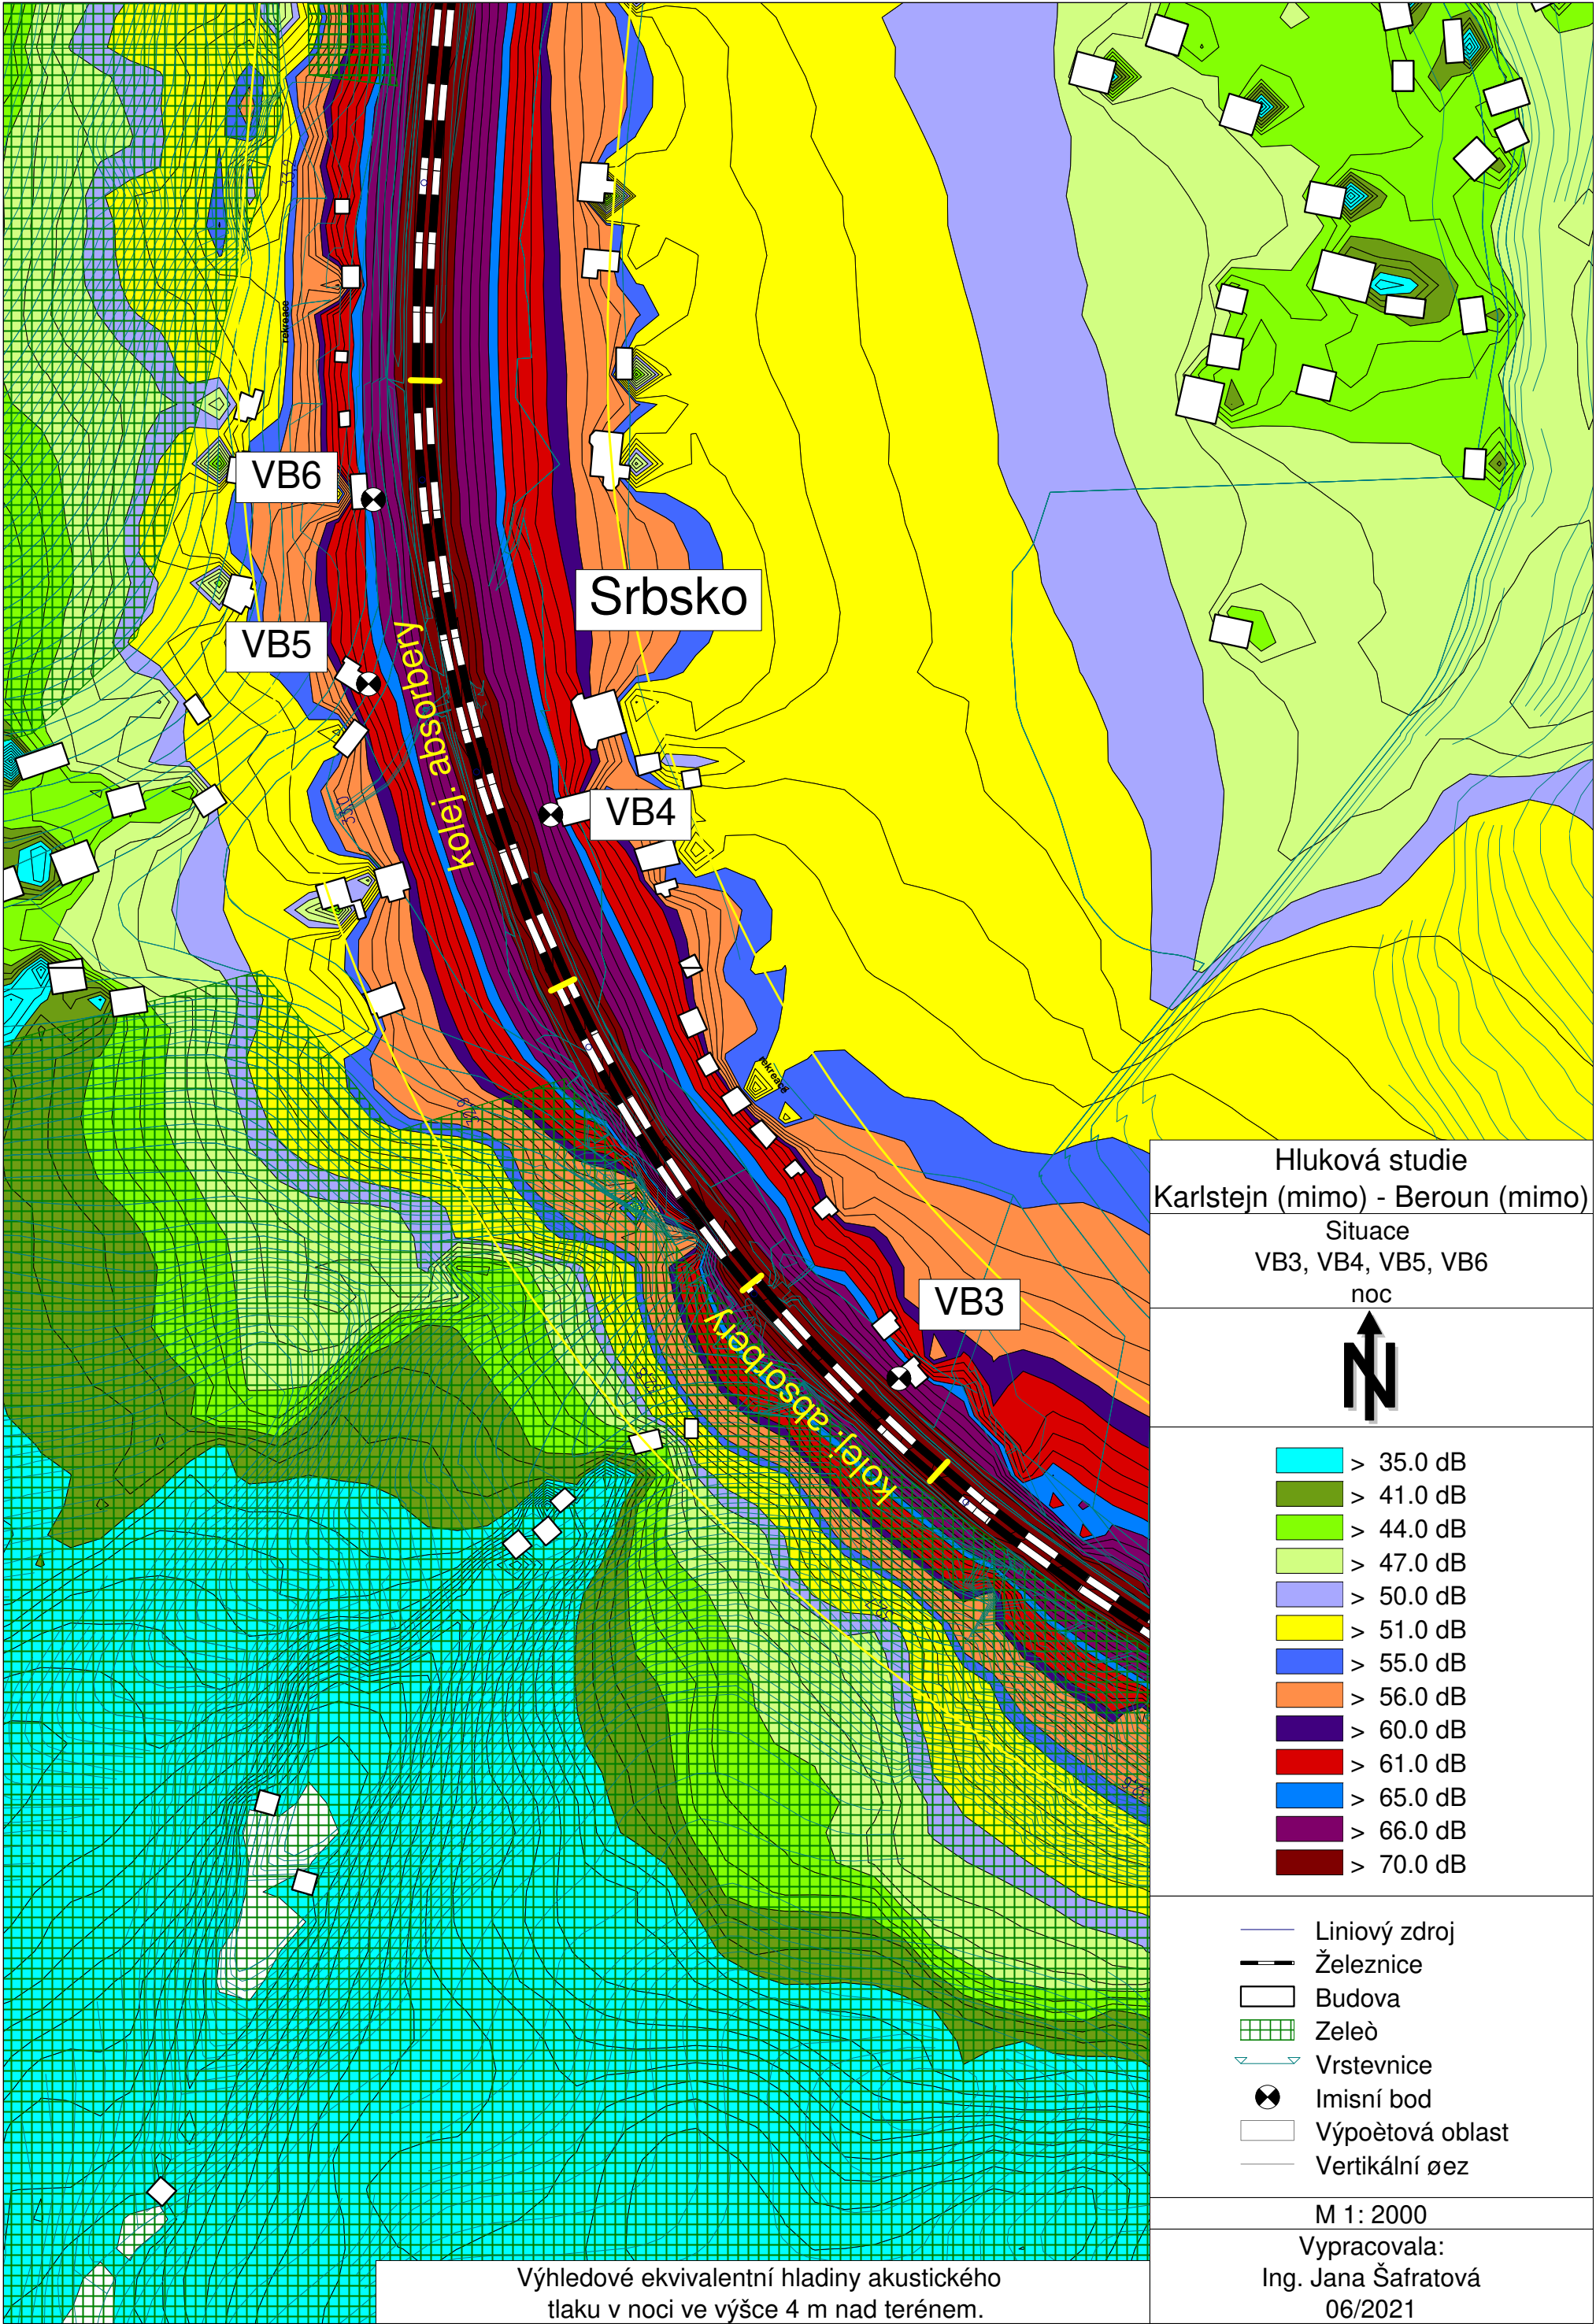 VB6
Srbsko
VB5
kolej. absorbery
VB4
rekreace
rekreace
VB3
kolej. absorbery
Hluková studie
Karlstejn (mimo) - Beroun (mimo)
Situace
VB3, VB4, VB5, VB6
noc
N
> 35.0 dB
> 41.0 dB
> 44.0 dB
> 47.0 dB
> 50.0 dB
> 51.0 dB
> 55.0 dB
> 56.0 dB
> 60.0 dB
> 61.0 dB
> 65.0 dB
> 66.0 dB
> 70.0 dB
Liniový zdroj
Železnice
Budova
Zeleò
Vrstevnice
Imisní bod
Výpoètová oblast
Vertikální øez
M 1: 2000
Vypracovala:
Ing. Jana Šafratová
06/2021
Výhledové ekvivalentní hladiny akustického
tlaku v noci ve výšce 4 m nad terénem.